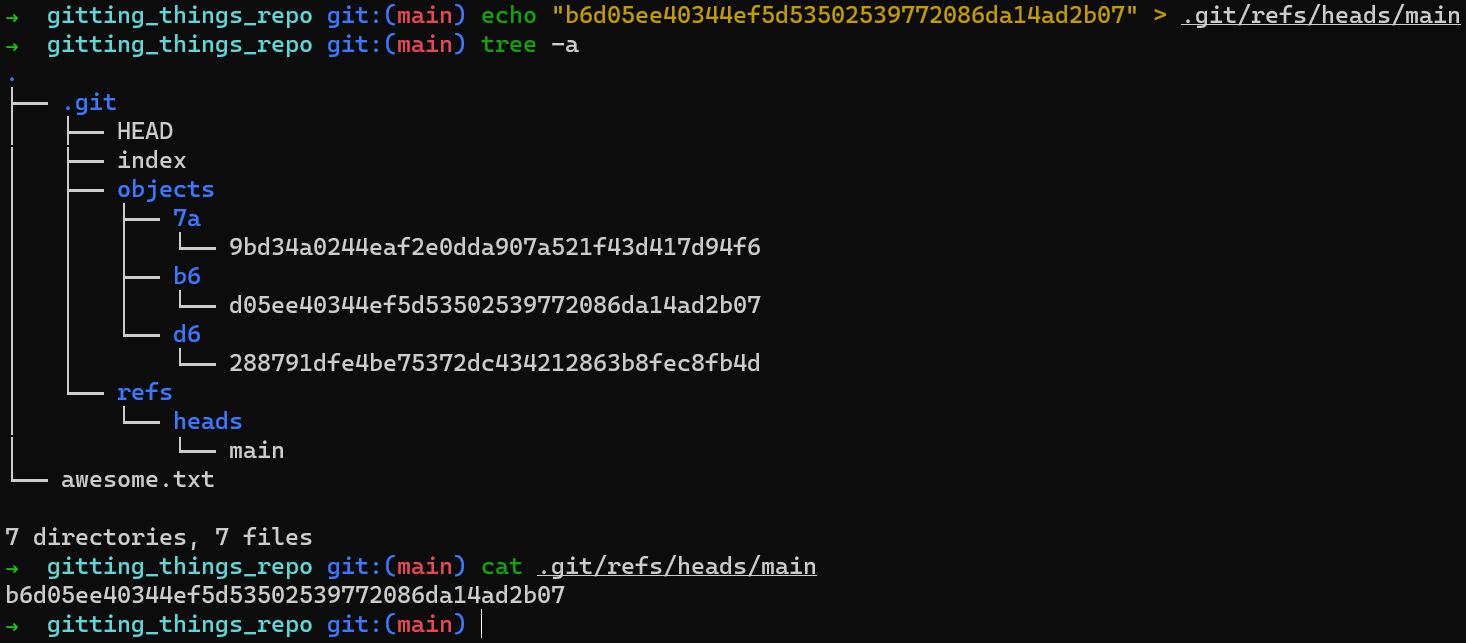 →  gitting_things_repo git:(main) echo "b6d05ee40344ef5d53502539772086da14ad2b07" > .git/refs/heads/main
→  gitting_things_repo git:(main) tree -a
.
├── .git
│   ├── HEAD
│   ├── index
│   ├── objects
│   │   ├── 7a
│   │   │   └── 9bd34a0244eaf2e0dda907a521f43d417d94f6
│   │   ├── b6
│   │   │   └── d05ee40344ef5d53502539772086da14ad2b07
│   │   └── d6
│   │       └── 288791dfe4be75372dc434212863b8fec8fb4d
│   └── refs
│       └── heads
│           └── main
└── awesome.txt

7 directories, 7 files
→  gitting_things_repo git:(main) cat .git/refs/heads/main
b6d05ee40344ef5d53502539772086da14ad2b07
→  gitting_things_repo git:(main)